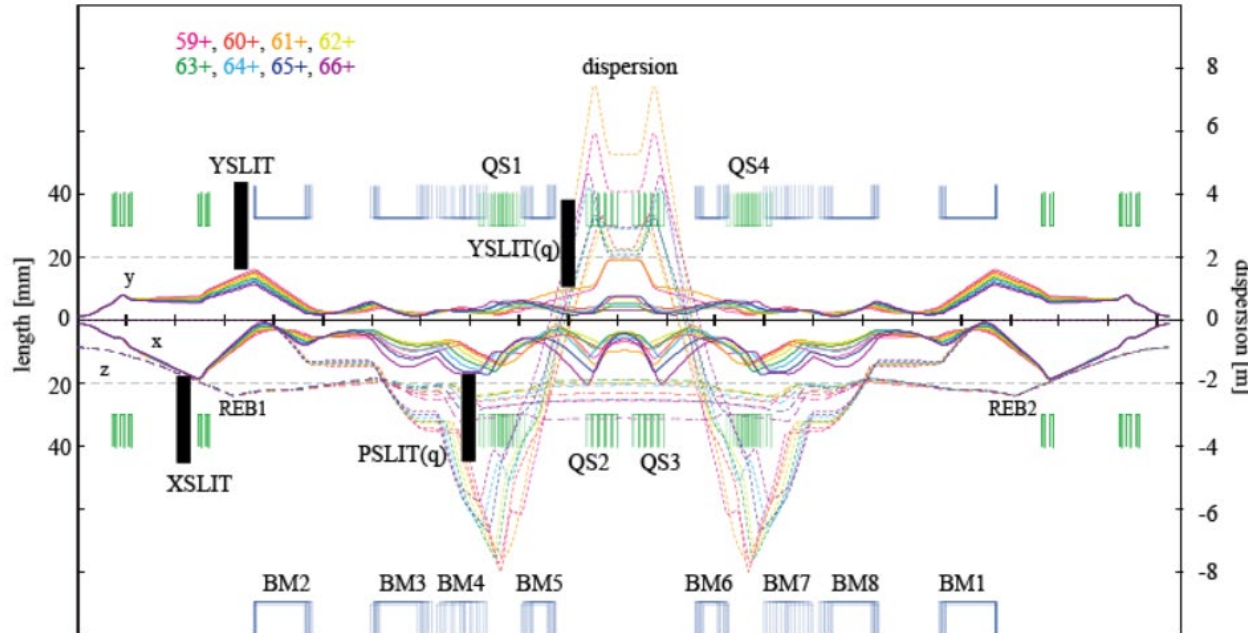 59+, 60+, 61+, 62+
63+, 64+, 65+, 66+
dispersion
8
6
YSLIT
QS1
QS4
40
4
YSLIT(q)
20
2
y
0
0
length [mm]
dispersion [m]
x
z
20
-2
REB1
REB2
40
-4
PSLIT(q)
QS2
QS3
XSLIT
-6
-8
BM2
BM3
BM4
BM5
BM6
BM7
BM8
BM1